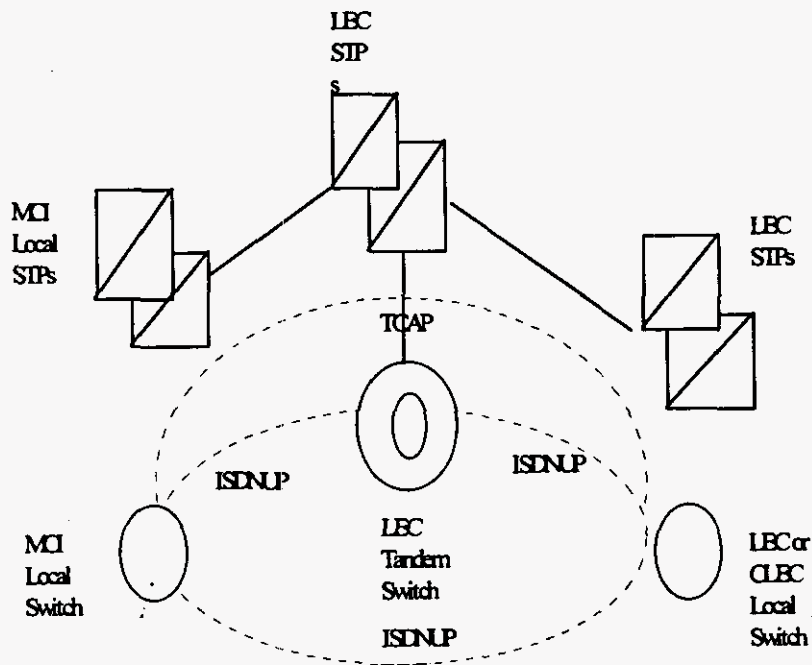 LEC
STP
s
MCI
Local
STPs
LEC
STPs
TCAP
ISDNUP
ISDNUP
MCI
Local
Switch
LEC
Tandem
Switch
LEC or
CLEC
Local
Switch
ISDNUP